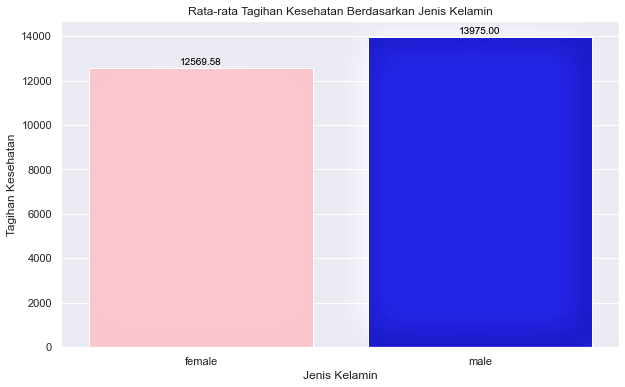 Rata-rata Tagihan Kesehatan Berdasarkan Jenis Kelamin
14000
12000
10000
8000
6000
4000
2000
0
Tagihan Kesehatan
12569.58
13975.00
female
male
Jenis Kelamin